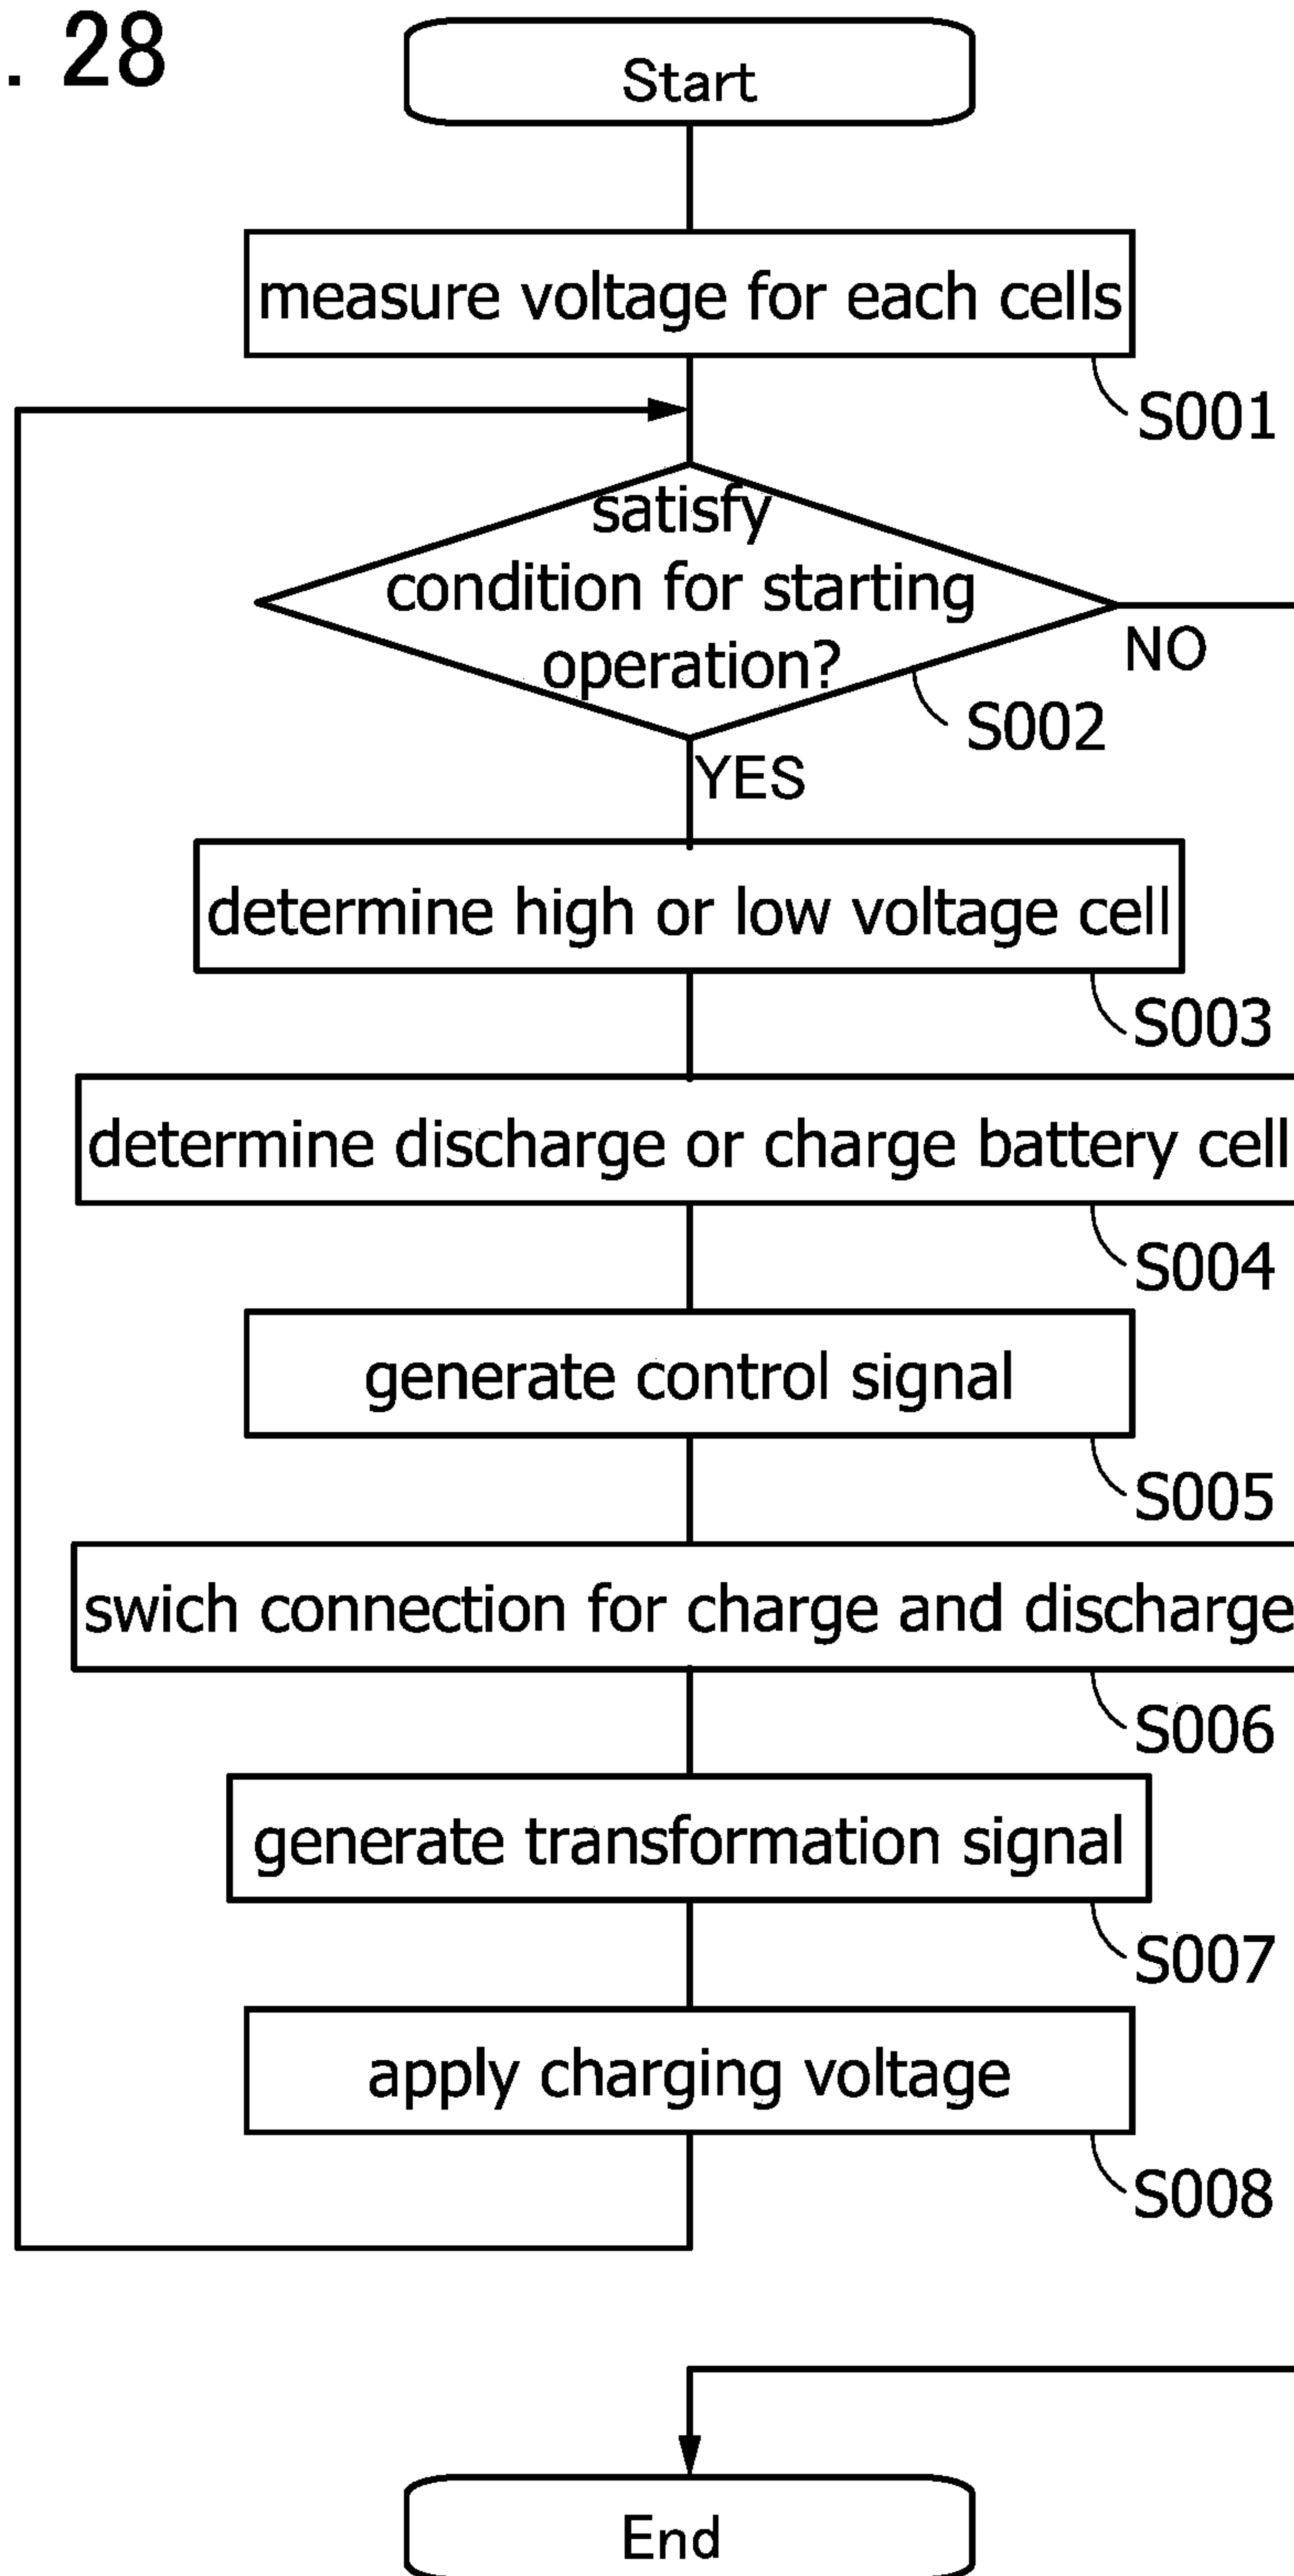 . 28
Start
measure voltage for each cells
S001
satisfy
condition for starting
operation?
NO
S002
YES
determine high or low voltage cell
S003
determine discharge or charge battery cell
S004
generate control signal
S005
swich connection for charge and discharge
S006
generate transformation signal
S007
apply charging voltage
S008
End